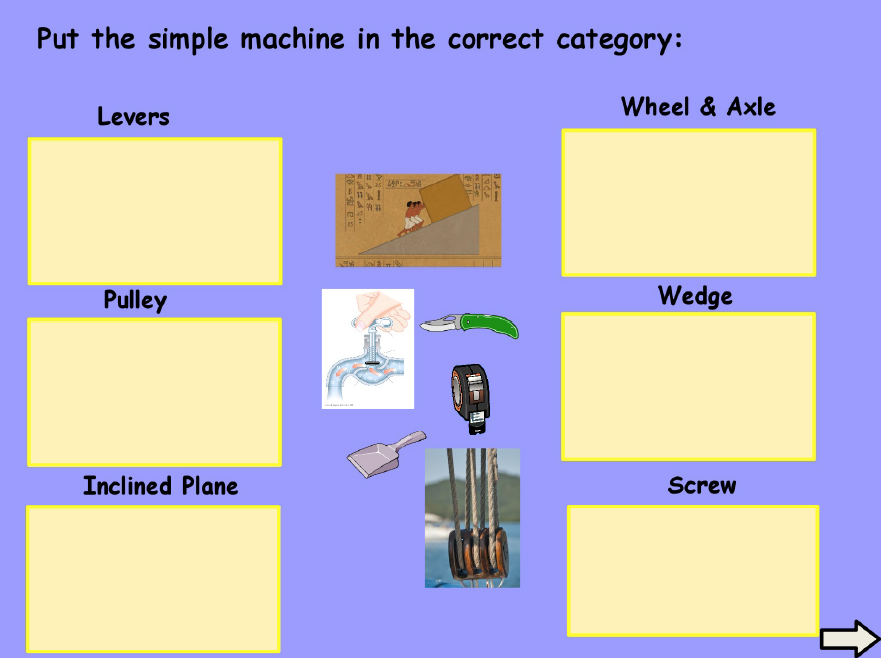 Put the simple machine in the correct category:
Levers
Wheel & Axle
Pulley
Wedge
Inclined Plane
Screw